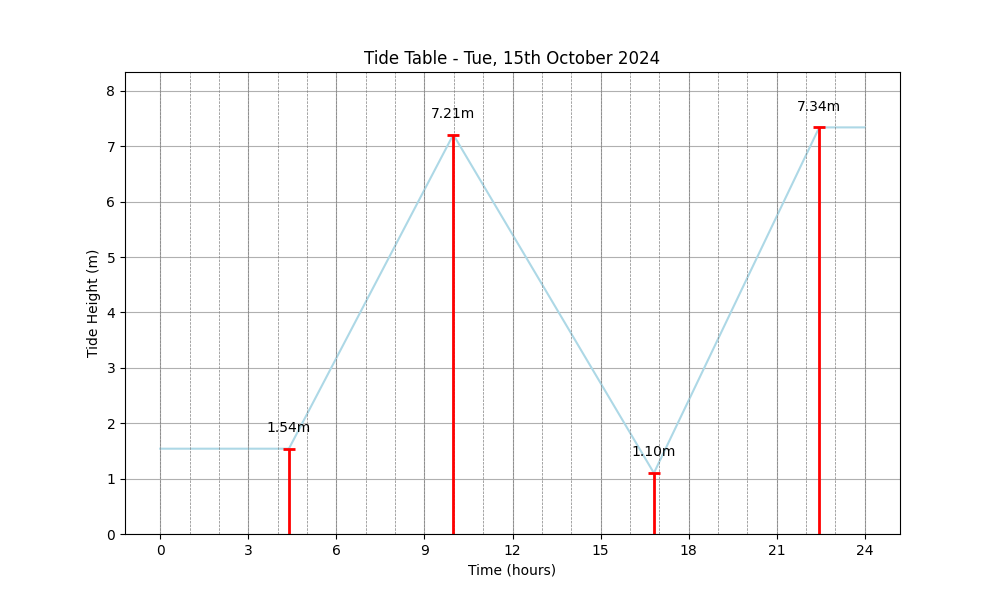 Tide Table - Tue, 15th October 2024
Tide Height (m)
8
7
6
5
4
3
2
1
0
1.54m
7.21m
1.10m
7.34m
0 3 6 9 12 15 18 21 24
Time (hours)